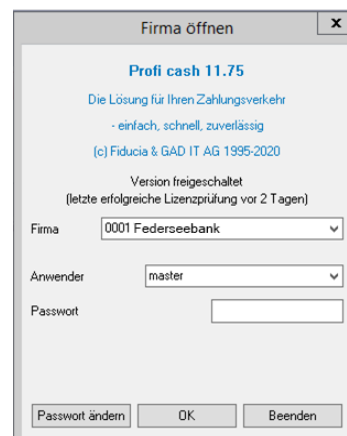 Firma öffnen
x
Profi cash 11.75
Die Lösung für Ihren Zahlungsverkehr
- einfach, schnell, zuverlässig
(c) Fiducia & GAD IT AG 1995-2020
Version freigeschaltet
(letzte erfolgreiche Lizenzprüfung vor 2 Tagen)
Firma 0001 Federseebank
Anwender master
Passwort
Passwort ändern OK Beenden